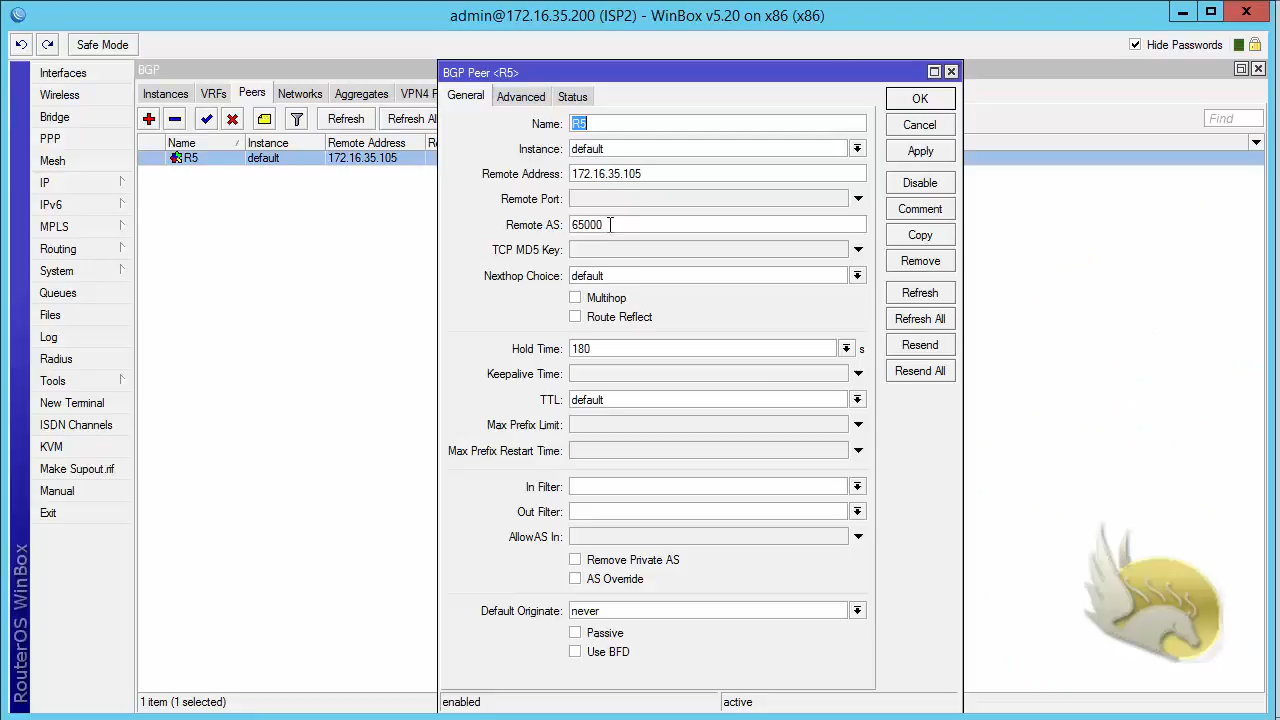 admin@172.16.35.200 (ISP2) - WinBox v5.20 on x86 (x86)
Safe Mode
Hide Passwords
Interfaces
Wireless
Bridge
PPP
Mesh
IP
IPv6
MPLS
Routing
System
Queues
Files
Log
Radius
Tools
New Terminal
ISDN Channels
KVM
Make Supout.rif
Manual
Exit
RouterOS WinBox
BGP
Instances VRFs Peers Networks Aggregates VPN4 R
Refresh Refresh All
Find
Name Instance Remote Address
R5 default 172.16.35.105
1 item (1 selected)
BGP Peer <R5>
General Advanced Status
Name: R5
Instance: default
Remote Address: 172.16.35.105
Remote Port:
Remote AS: 65000
TCP MD5 Key:
Nexthop Choice: default
Multihop
Route Reflect
Hold Time: 180 s
Keepalive Time:
TTL: default
Max Prefix Limit:
Max Prefix Restart Time:
In Filter:
Out Filter:
AllowAS In:
Remove Private AS
AS Override
Default Originate: never
Passive
Use BFD
OK
Cancel
Apply
Disable
Comment
Copy
Remove
Refresh
Refresh All
Resend
Resend All
enabled active